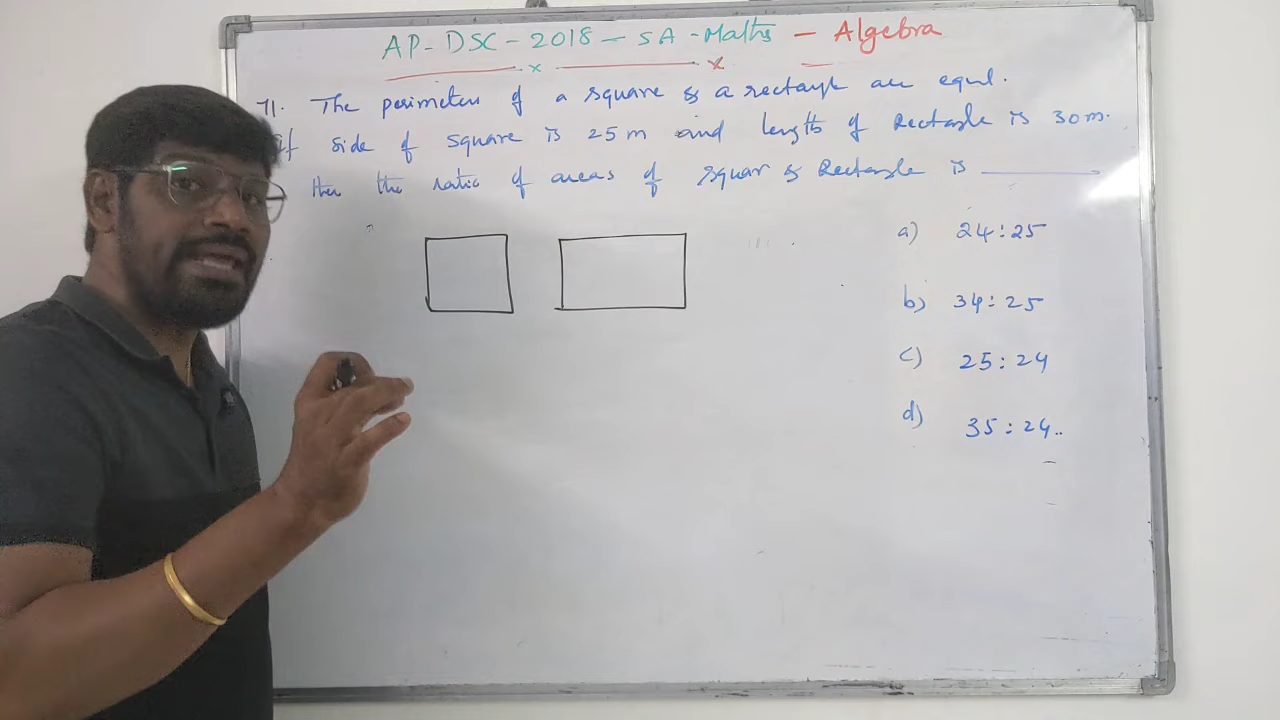 AP-DSC-2018-SA-Maths - Algebra
71. The perimeters of a square & a rectangle are equal.
If side of square is 25m and length of Rectangle is 30m.
then the ratio of areas of square & Rectangle is
a) 24:25
b) 34:25
c) 25:24
d) 35:24..